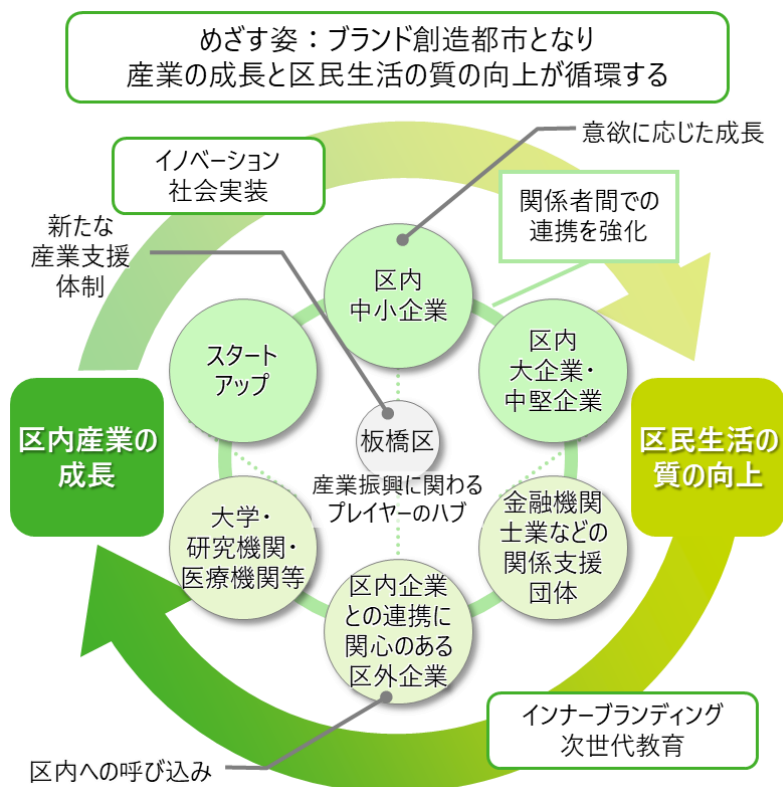 めざす姿：ブランド創造都市となり
産業の成長と区民生活の質の向上が循環する
意欲に応じた成長
イノベーション
社会実装
関係者間での
連携を強化
新たな
産業支援
体制
区内
中小企業
スタート
アップ
区内
大企業・
中堅企業
区内産業の
成長
板橋区
区民生活の
質の向上
産業振興に関わる
プレイヤーのハブ
大学・
研究機関・
医療機関等
金融機関
士業などの
関係支援
団体
区内企業
との連携に
関心のある
区外企業
インナーブランディング
次世代教育
区内への呼び込み